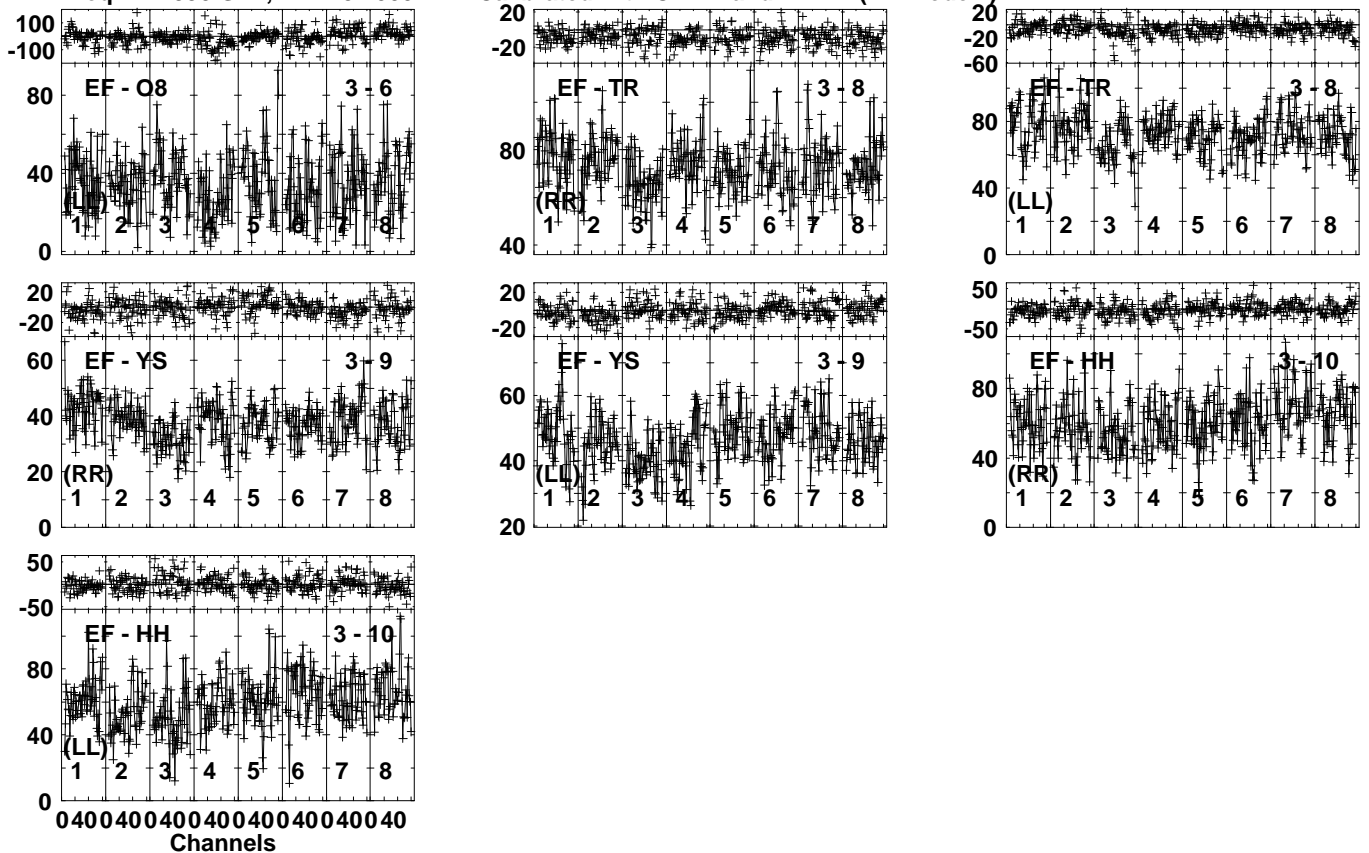 100
-100
EF - O8 3 - 6
80
40
(LL)
1 2 3 4 5 6 7 8
0
20
-20
EF - TR 3 - 8
80
(RR)
1 2 3 4 5 6 7 8
40
20
-20
-60
EF - TR 3 - 8
80
40
(LL)
1 2 3 4 5 6 7 8
0
20
-20
EF - YS 3 - 9
60
40
20
(RR)
1 2 3 4 5 6 7 8
0
20
-20
EF - YS 3 - 9
60
40
(LL)
1 2 3 4 5 6 7 8
20
50
-50
EF - HH 3 - 10
80
40
(RR)
1 2 3 4 5 6 7 8
0
50
-50
EF - HH 3 - 10
80
40
(LL)
1 2 3 4 5 6 7 8
0
0 40 0 40 0 40 0 40 0 40 0 40 0 40 0 40
Channels